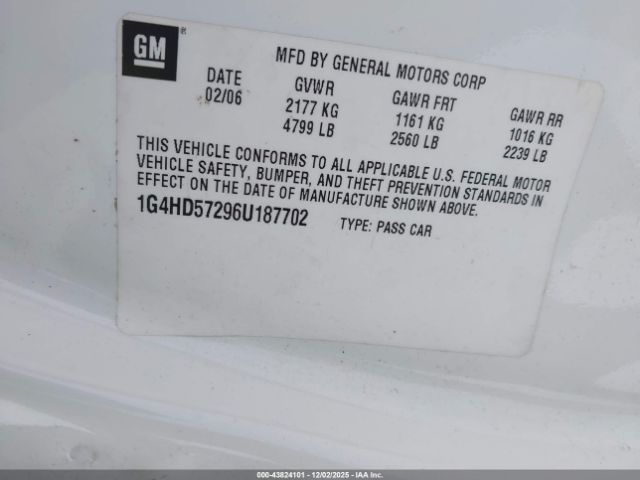 GM ®
MFD BY GENERAL MOTORS CORP
DATE GVWR GAWR FRT GAWR RR
02/06 2177 KG 1161 KG 1016 KG
4799 LB 2560 LB 2239 LB
THIS VEHICLE CONFORMS TO ALL APPLICABLE U.S. FEDERAL MOTOR
VEHICLE SAFETY, BUMPER, AND THEFT PREVENTION STANDARDS IN
EFFECT ON THE DATE OF MANUFACTURE SHOWN ABOVE.
1G4HD57296U187702 TYPE: PASS CAR
000-43824101 - 12/02/2025 - IAA Inc.